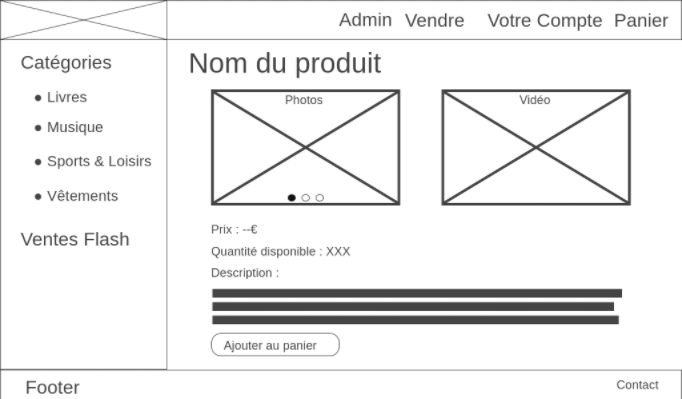 Admin Vendre Votre Compte Panier
Catégories
● Livres
● Musique
● Sports & Loisirs
● Vêtements
Ventes Flash
Nom du produit
Photos
Vidéo
Prix : --€
Quantité disponible : XXX
Description :
Ajouter au panier
Footer
Contact